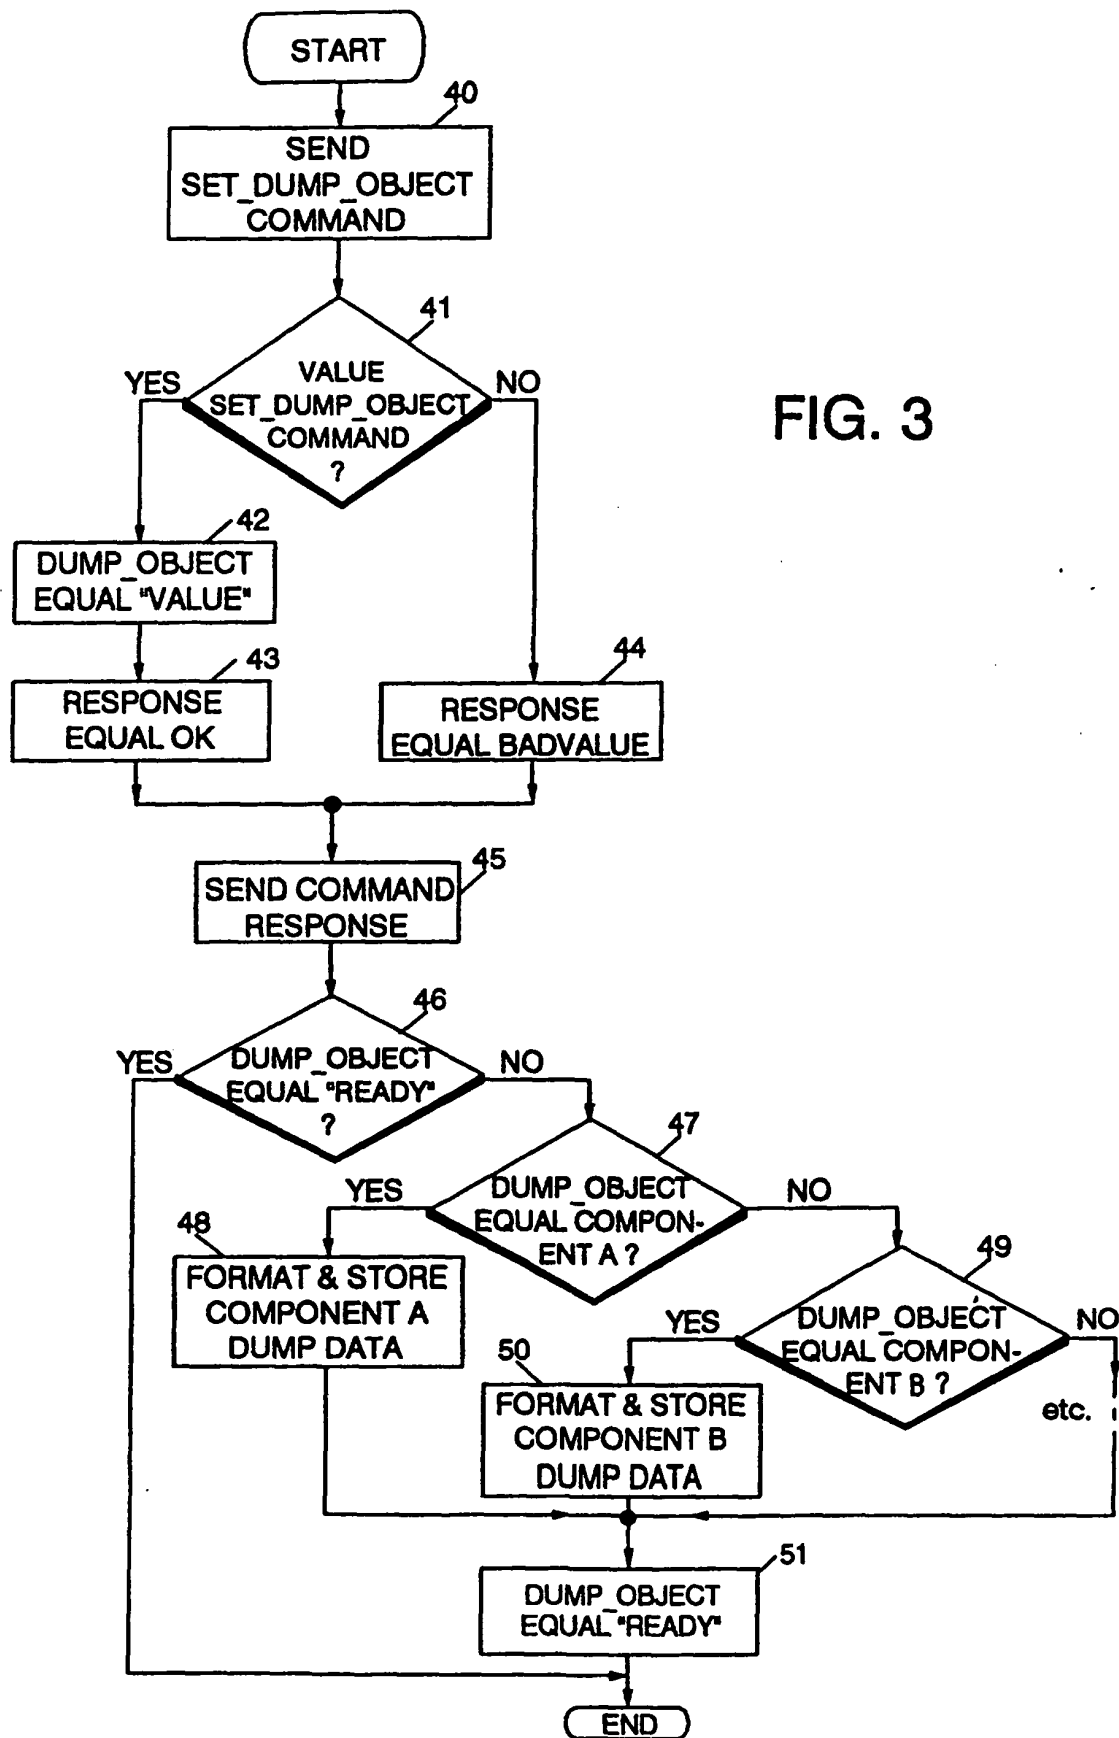 START
40
SEND
SET_DUMP_OBJECT
COMMAND
41
YES
VALUE
SET_DUMP_OBJECT
COMMAND
?
NO
FIG. 3
42
DUMP_OBJECT
EQUAL "VALUE"
43
RESPONSE
EQUAL OK
44
RESPONSE
EQUAL BADVALUE
45
SEND COMMAND
RESPONSE
46
YES
DUMP_OBJECT
EQUAL "READY"
?
NO
47
YES
DUMP_OBJECT
EQUAL COMPON-
ENT A ?
NO
48
FORMAT & STORE
COMPONENT A
DUMP DATA
49
YES
DUMP_OBJECT
EQUAL COMPON-
ENT B ?
NO
etc.
50
FORMAT & STORE
COMPONENT B
DUMP DATA
51
DUMP_OBJECT
EQUAL "READY"
END